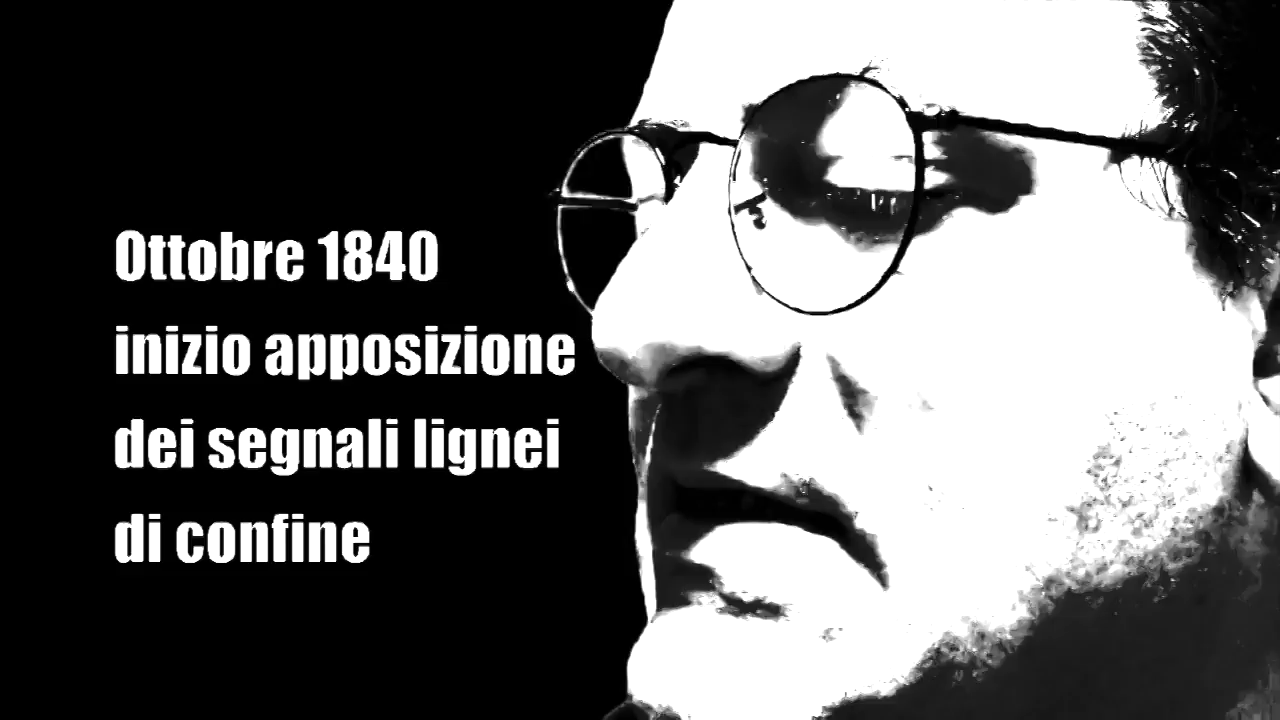 Ottobre 1840
inizio apposizione
dei segnali lignei
di confine